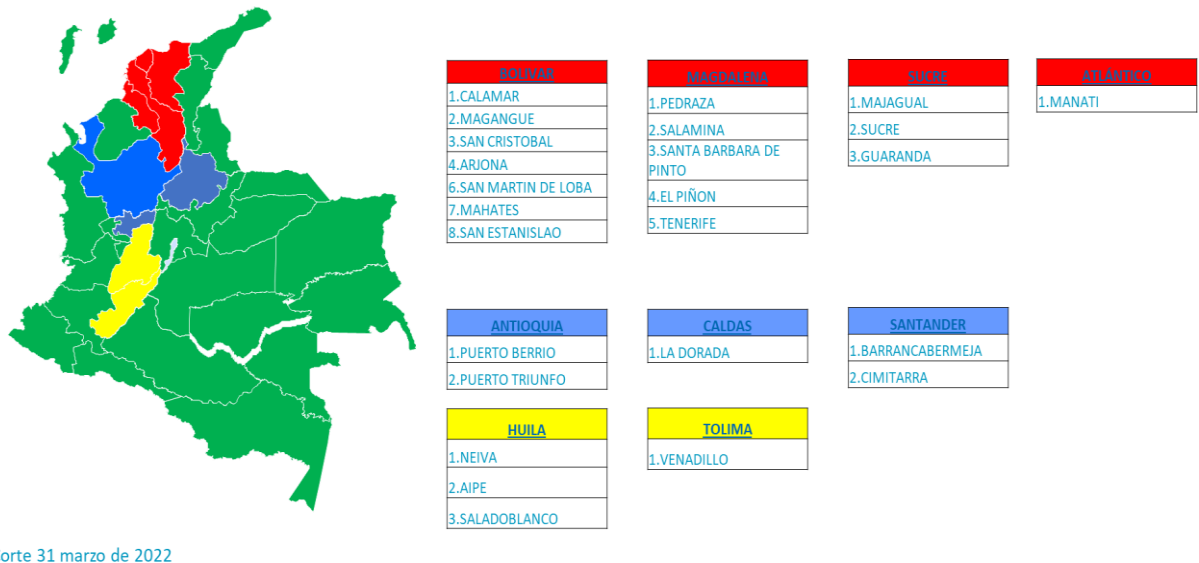 BOLIVAR
1.CALAMAR
2.MAGANGUE
3.SAN CRISTOBAL
4.ARJONA
6.SAN MARTIN DE LOBA
7.MAHATES
8.SAN ESTANISLAO
MAGDALENA
1.PEDRAZA
2.SALAMINA
3.SANTA BARBARA DE
PINTO
4.EL PIÑON
5.TENERIFE
SUCRE
1.MAJAGUAL
2.SUCRE
3.GUARANDA
ATLÁNTICO
1.MANATI
ANTIOQUIA
1.PUERTO BERRIO
2.PUERTO TRIUNFO
CALDAS
1.LA DORADA
SANTANDER
1.BARRANCABERMEJA
2.CIMITARRA
HUILA
1.NEIVA
2.AIPE
3.SALADOBLANCO
TOLIMA
1.VENADILLO
orte 31 marzo de 2022